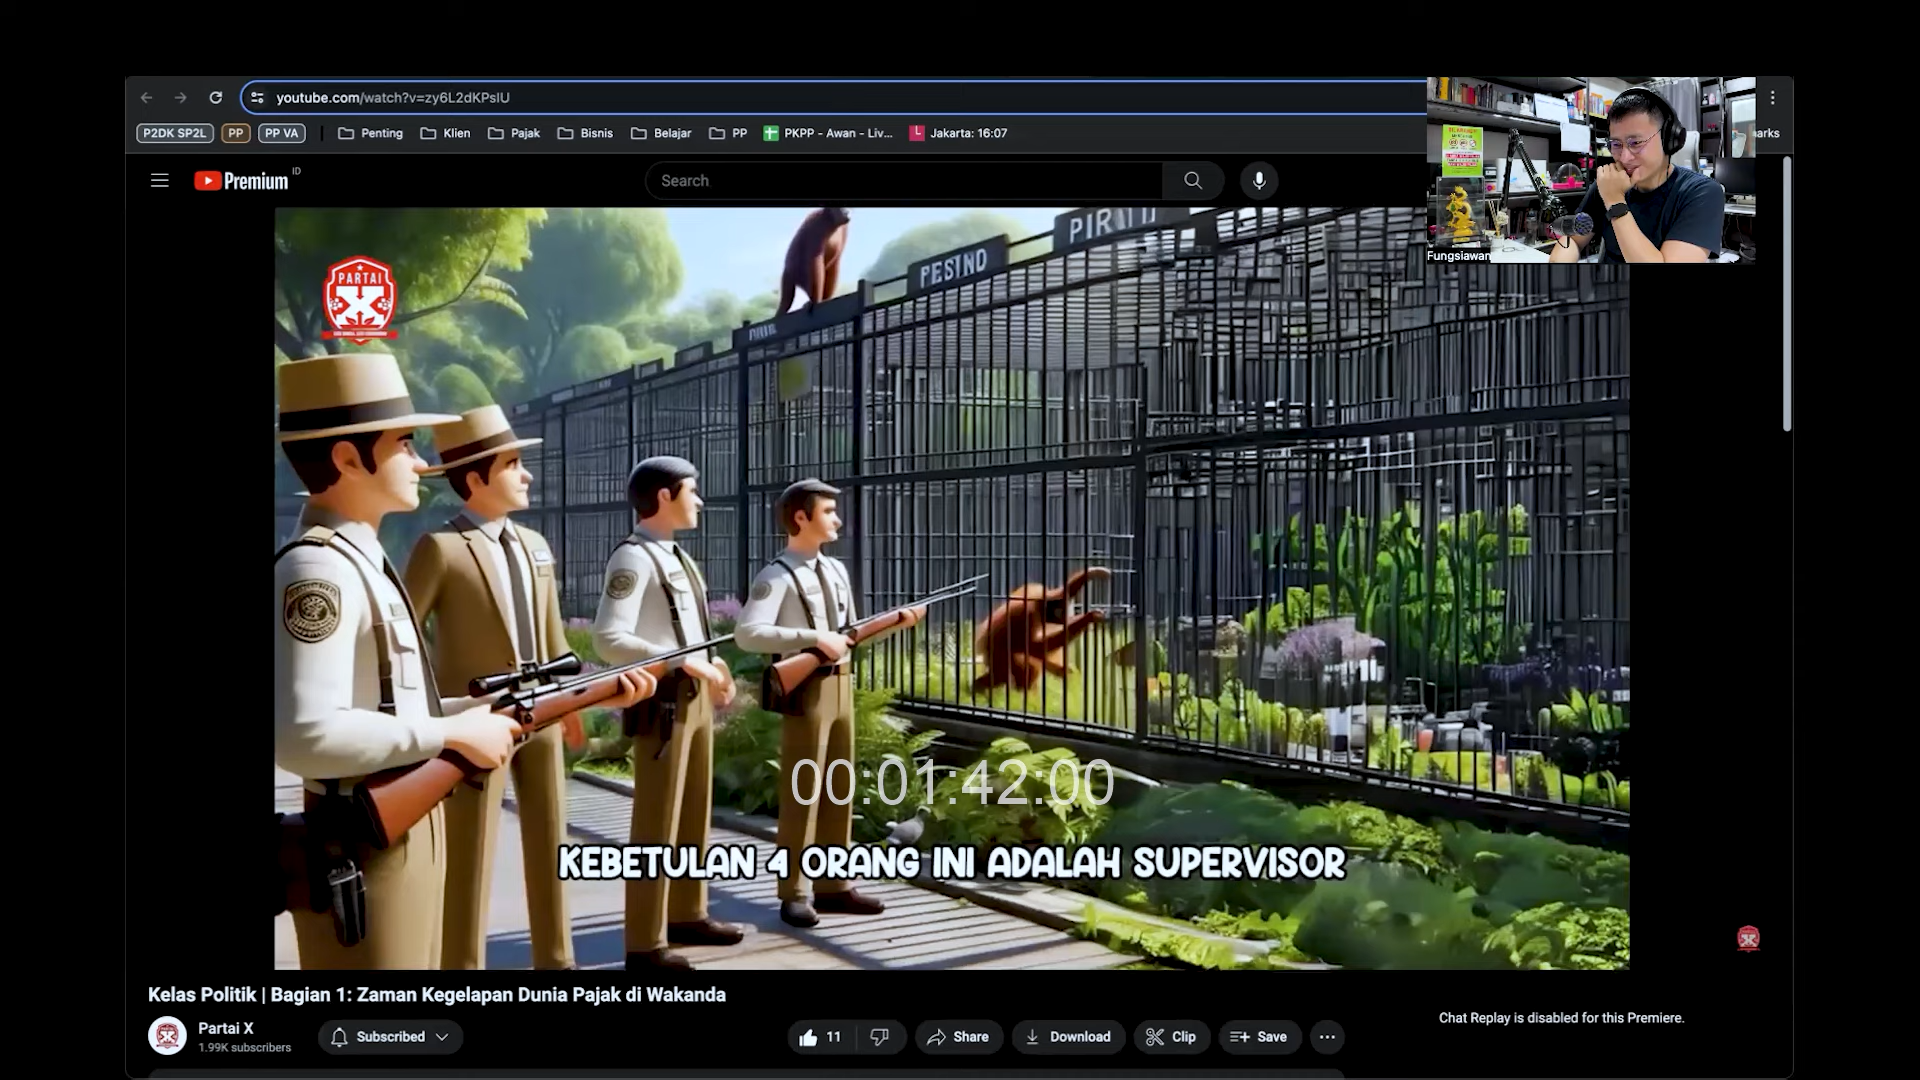 youtube.com/watch?v=zy6L2dKPsIU
P2DK SP2L PP PP VA Penting Klien Pajak Bisnis Belajar PP PKPP - Awan - Liv... Jakarta: 16:07 arks
Premium ID
Search
Fungsiawan
PARTAI
X
PESINO
00:01:42:00
KEBETULAN 4 ORANG INI ADALAH SUPERVISOR
Kelas Politik | Bagian 1: Zaman Kegelapan Dunia Pajak di Wakanda
Partai X
1.99K subscribers
Subscribed
11 Share Download Clip Save
Chat Replay is disabled for this Premiere.